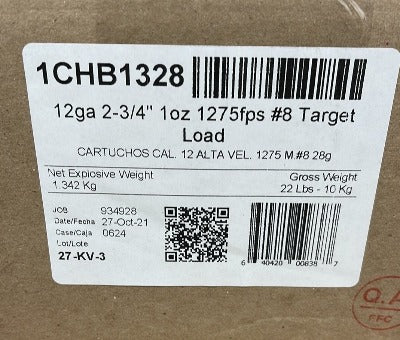 1CHB1328
12ga 2-3/4" 1oz 1275fps #8 Target
Load
CARTUCHOS CAL. 12 ALTA VEL. 1275 M.#8 28g
Net Explosive Weight
1.342 Kg
Gross Weight
22 Lbs - 10 Kg
JOB 934928
Date/Fecha 27-Oct-21
Case/Caja 0624
Lot/Lote
27-KV-3
6 40420 00838 7
Q.A
FFC